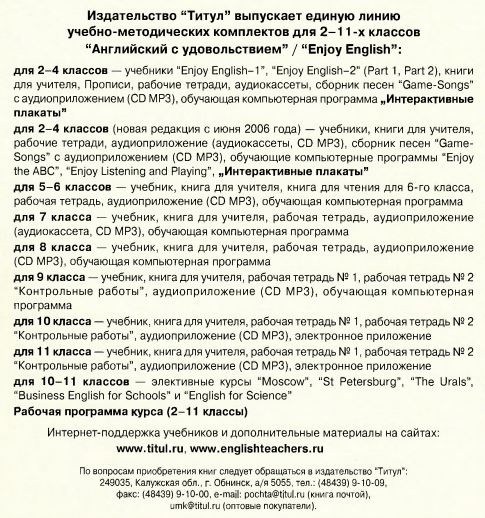 Издательство “Титул” выпускает единую линию
учебно-методических комплектов для 2–11-х классов
“Английский с удовольствием” / “Enjoy English”:
для 2–4 классов — учебники “Enjoy English–1”, “Enjoy English–2” (Part 1, Part 2), книги
для учителя, Прописи, рабочие тетради, аудиокассеты, сборник песен “Game-Songs”
с аудиоприложением (CD MP3), обучающая компьютерная программа „Интерактивные
плакаты”
для 2–4 классов (новая редакция с июня 2006 года) — учебники, книги для учителя,
рабочие тетради, аудиоприложение (аудиокассеты, CD MP3), сборник песен “Game-
Songs” с аудиоприложением (CD MP3), обучающие компьютерные программы “Enjoy
the ABC”, “Enjoy Listening and Playing”, „Интерактивные плакаты”
для 5–6 классов — учебник, книга для учителя, книга для чтения для 6-го класса,
рабочая тетрадь, аудиоприложение (CD MP3), обучающая компьютерная программа
для 7 класса — учебник, книга для учителя, рабочая тетрадь, аудиоприложение
(аудиокассета, CD MP3), обучающая компьютерная программа
для 8 класса — учебник, книга для учителя, рабочая тетрадь, аудиоприложение
(CD MP3), обучающая компьютерная программа
для 9 класса — учебник, книга для учителя, рабочая тетрадь № 1, рабочая тетрадь № 2
“Контрольные работы”, аудиоприложение (CD MP3), обучающая компьютерная
программа
для 10 класса — учебник, книга для учителя, рабочая тетрадь № 1, рабочая тетрадь № 2
“Контрольные работы”, аудиоприложение (CD MP3), электронное приложение
для 11 класса — учебник, книга для учителя, рабочая тетрадь № 1, рабочая тетрадь № 2
“Контрольные работы”, аудиоприложение (CD MP3), электронное приложение
для 10–11 классов — элективные курсы “Moscow”, “St Petersburg”, “The Urals”,
“Business English for Schools” и “English for Science”
Рабочая программа курса (2–11 классы)
Интернет-поддержка учебников и дополнительные материалы на сайтах:
www.titul.ru, www.englishteachers.ru
По вопросам приобретения книг следует обращаться в издательство “Титул”:
249035, Калужская обл., г. Обнинск, а/я 5055, тел.: (48439) 9-10-09,
факс: (48439) 9-10-00, e-mail: pochta@titul.ru (книга почтой),
umk@titul.ru (оптовые покупатели).